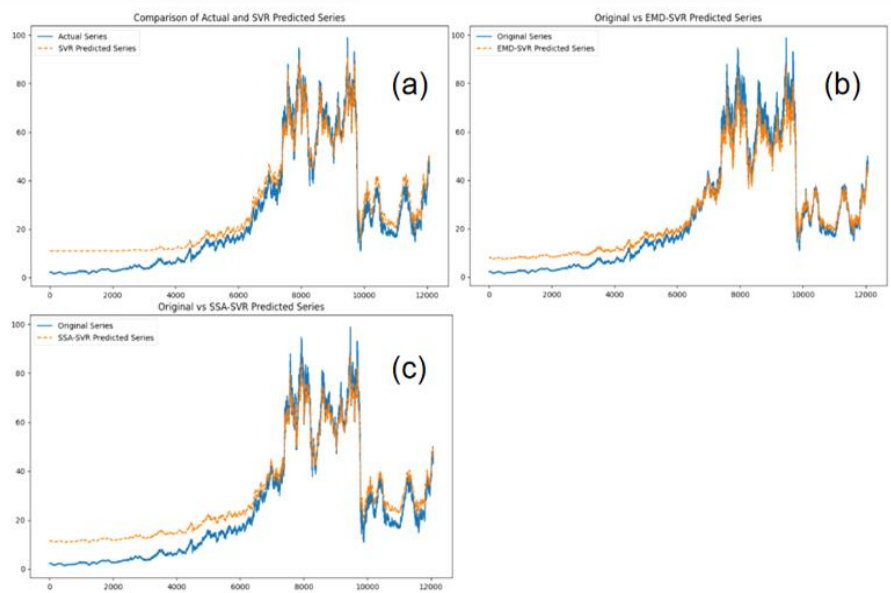 Comparison of Actual and SVR Predicted Series
Actual Series
SVR Predicted Series
(a)
100
80
60
40
20
0
0 2000 4000 6000 8000 10000 12000
Original vs EMD-SVR Predicted Series
Original Series
EMD-SVR Predicted Series
(b)
100
80
60
40
20
0
0 2000 4000 6000 8000 10000 12000
Original vs SSA-SVR Predicted Series
Original Series
SSA-SVR Predicted Series
(c)
100
80
60
40
20
0
0 2000 4000 6000 8000 10000 12000